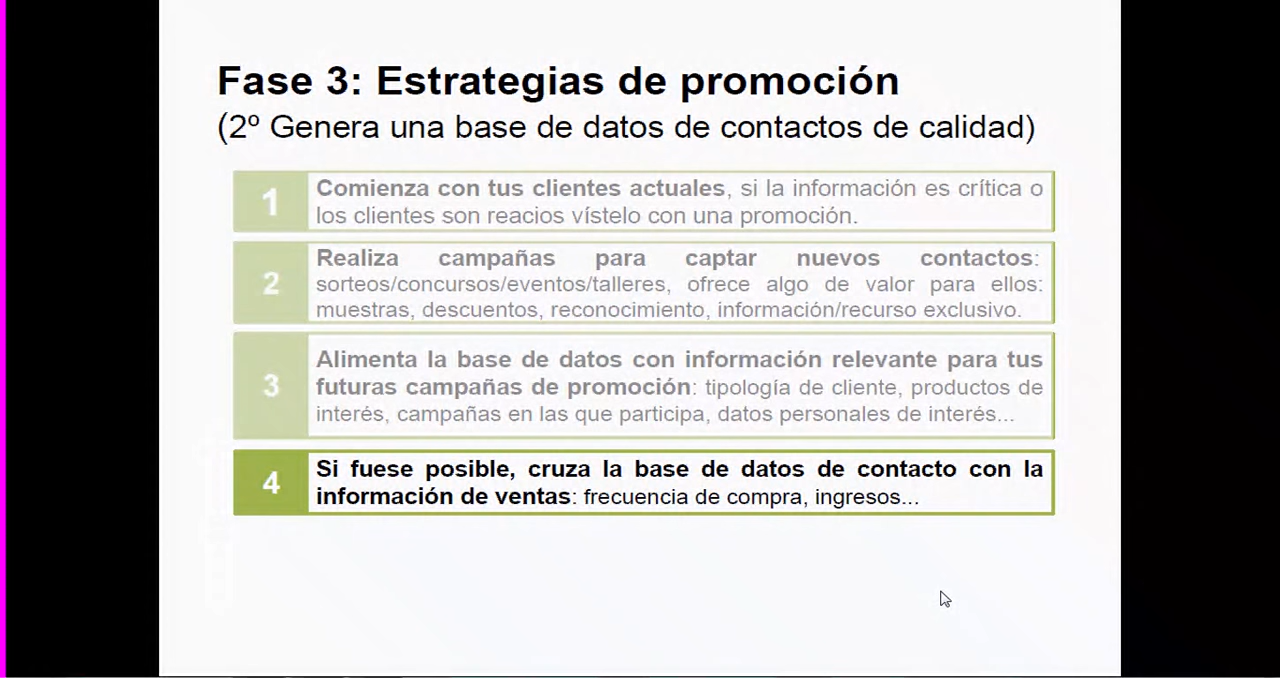 Fase 3: Estrategias de promoción
(2º Genera una base de datos de contactos de calidad)
1
Comienza con tus clientes actuales, si la información es crítica o
los clientes son reacios vístelo con una promoción.
2
Realiza campañas para captar nuevos contactos:
sorteos/concursos/eventos/talleres, ofrece algo de valor para ellos:
muestras, descuentos, reconocimiento, información/recurso exclusivo.
3
Alimenta la base de datos con información relevante para tus
futuras campañas de promoción: tipología de cliente, productos de
interés, campañas en las que participa, datos personales de interés...
4
Si fuese posible, cruza la base de datos de contacto con la
información de ventas: frecuencia de compra, ingresos...